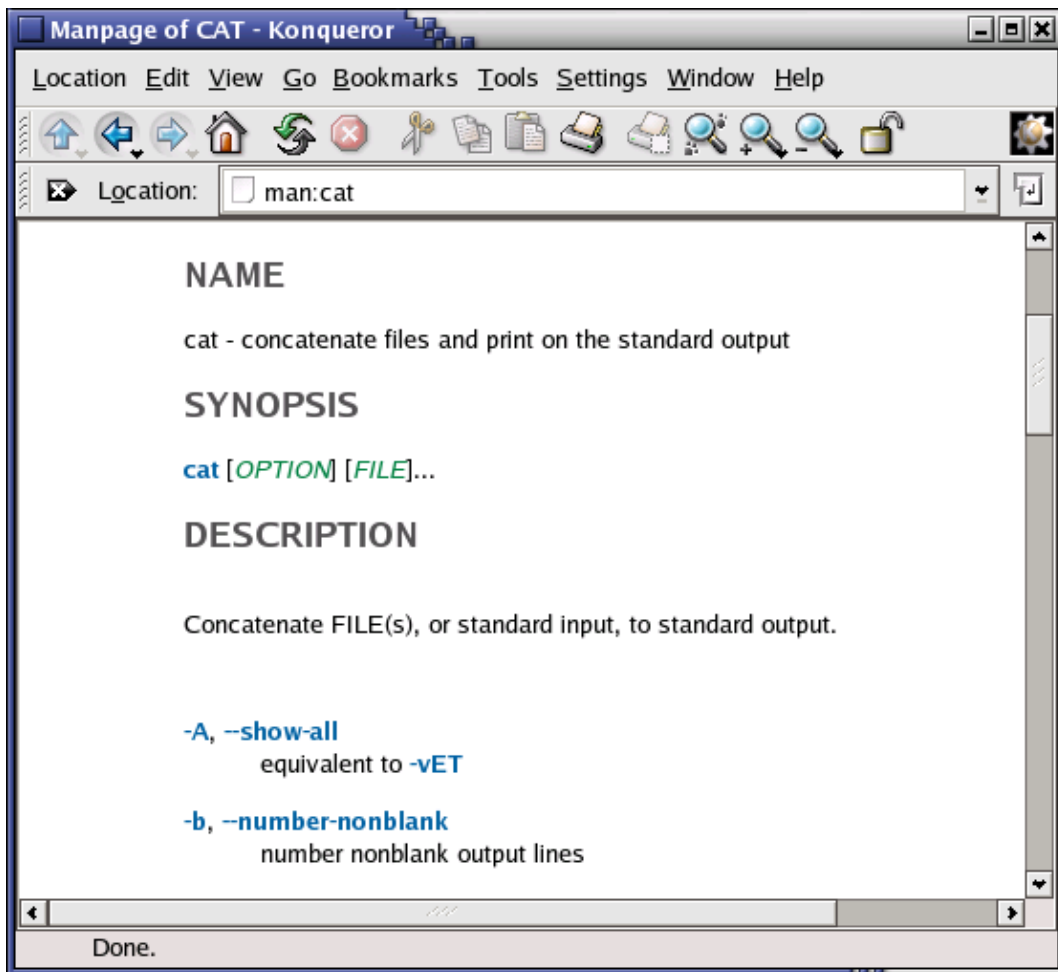 Manpage of CAT - Konqueror
Location Edit View Go Bookmarks Tools Settings Window Help
Location: man:cat
NAME
cat - concatenate files and print on the standard output
SYNOPSIS
cat [OPTION] [FILE]...
DESCRIPTION
Concatenate FILE(s), or standard input, to standard output.
-A, --show-all
equivalent to -vET
-b, --number-nonblank
number nonblank output lines
Done.